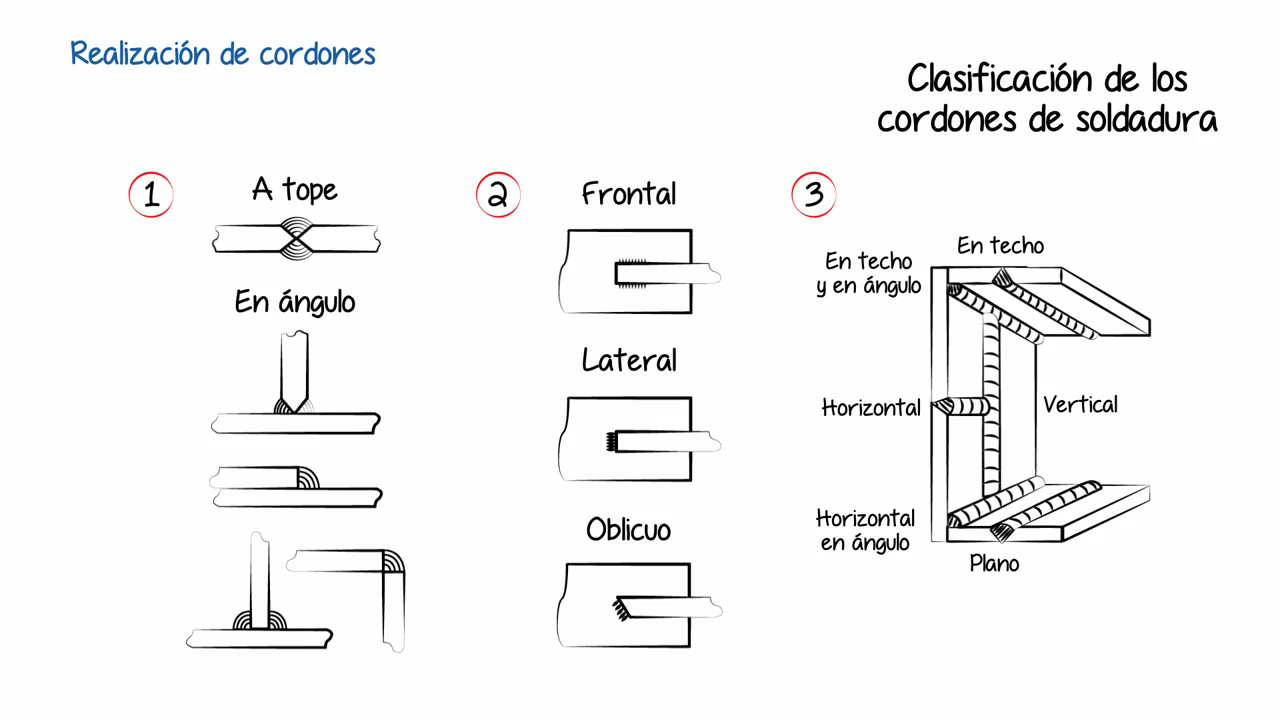 Realización de cordones
Clasificación de los
cordones de soldadura
1
A tope
En ángulo
2
Frontal
Lateral
Oblicuo
3
En techo
En techo
y en ángulo
Horizontal
Vertical
Horizontal
en ángulo
Plano